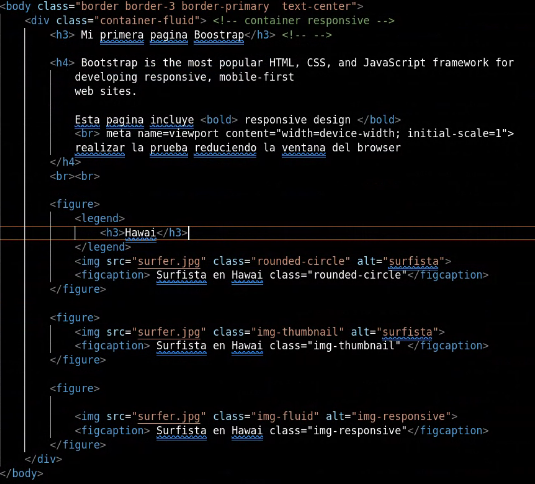 <body class="border border-3 border-primary  text-center">
<div class="container-fluid"> <!-- container responsive -->
<h3> Mi primera pagina Boostrap</h3> <!-- -->
<h4> Bootstrap is the most popular HTML, CSS, and JavaScript framework for
developing responsive, mobile-first
web sites.
Esta pagina incluye <bold> responsive design </bold>
<br> meta name=viewport content="width=device-width; initial-scale=1">
realizar la prueba reduciendo la ventana del browser
</h4>
<br><br>
<figure>
<legend>
<h3>Hawai</h3>
</legend>
<img src="surfer.jpg" class="rounded-circle" alt="surfista">
<figcaption> Surfista en Hawai class="rounded-circle"</figcaption>
</figure>
<figure>
<img src="surfer.jpg" class="img-thumbnail" alt="surfista">
<figcaption> Surfista en Hawai class="img-thumbnail" </figcaption>
</figure>
<figure>
<img src="surfer.jpg" class="img-fluid" alt="img-responsive">
<figcaption> Surfista en Hawai class="img-responsive"</figcaption>
</figure>
</div>
</body>